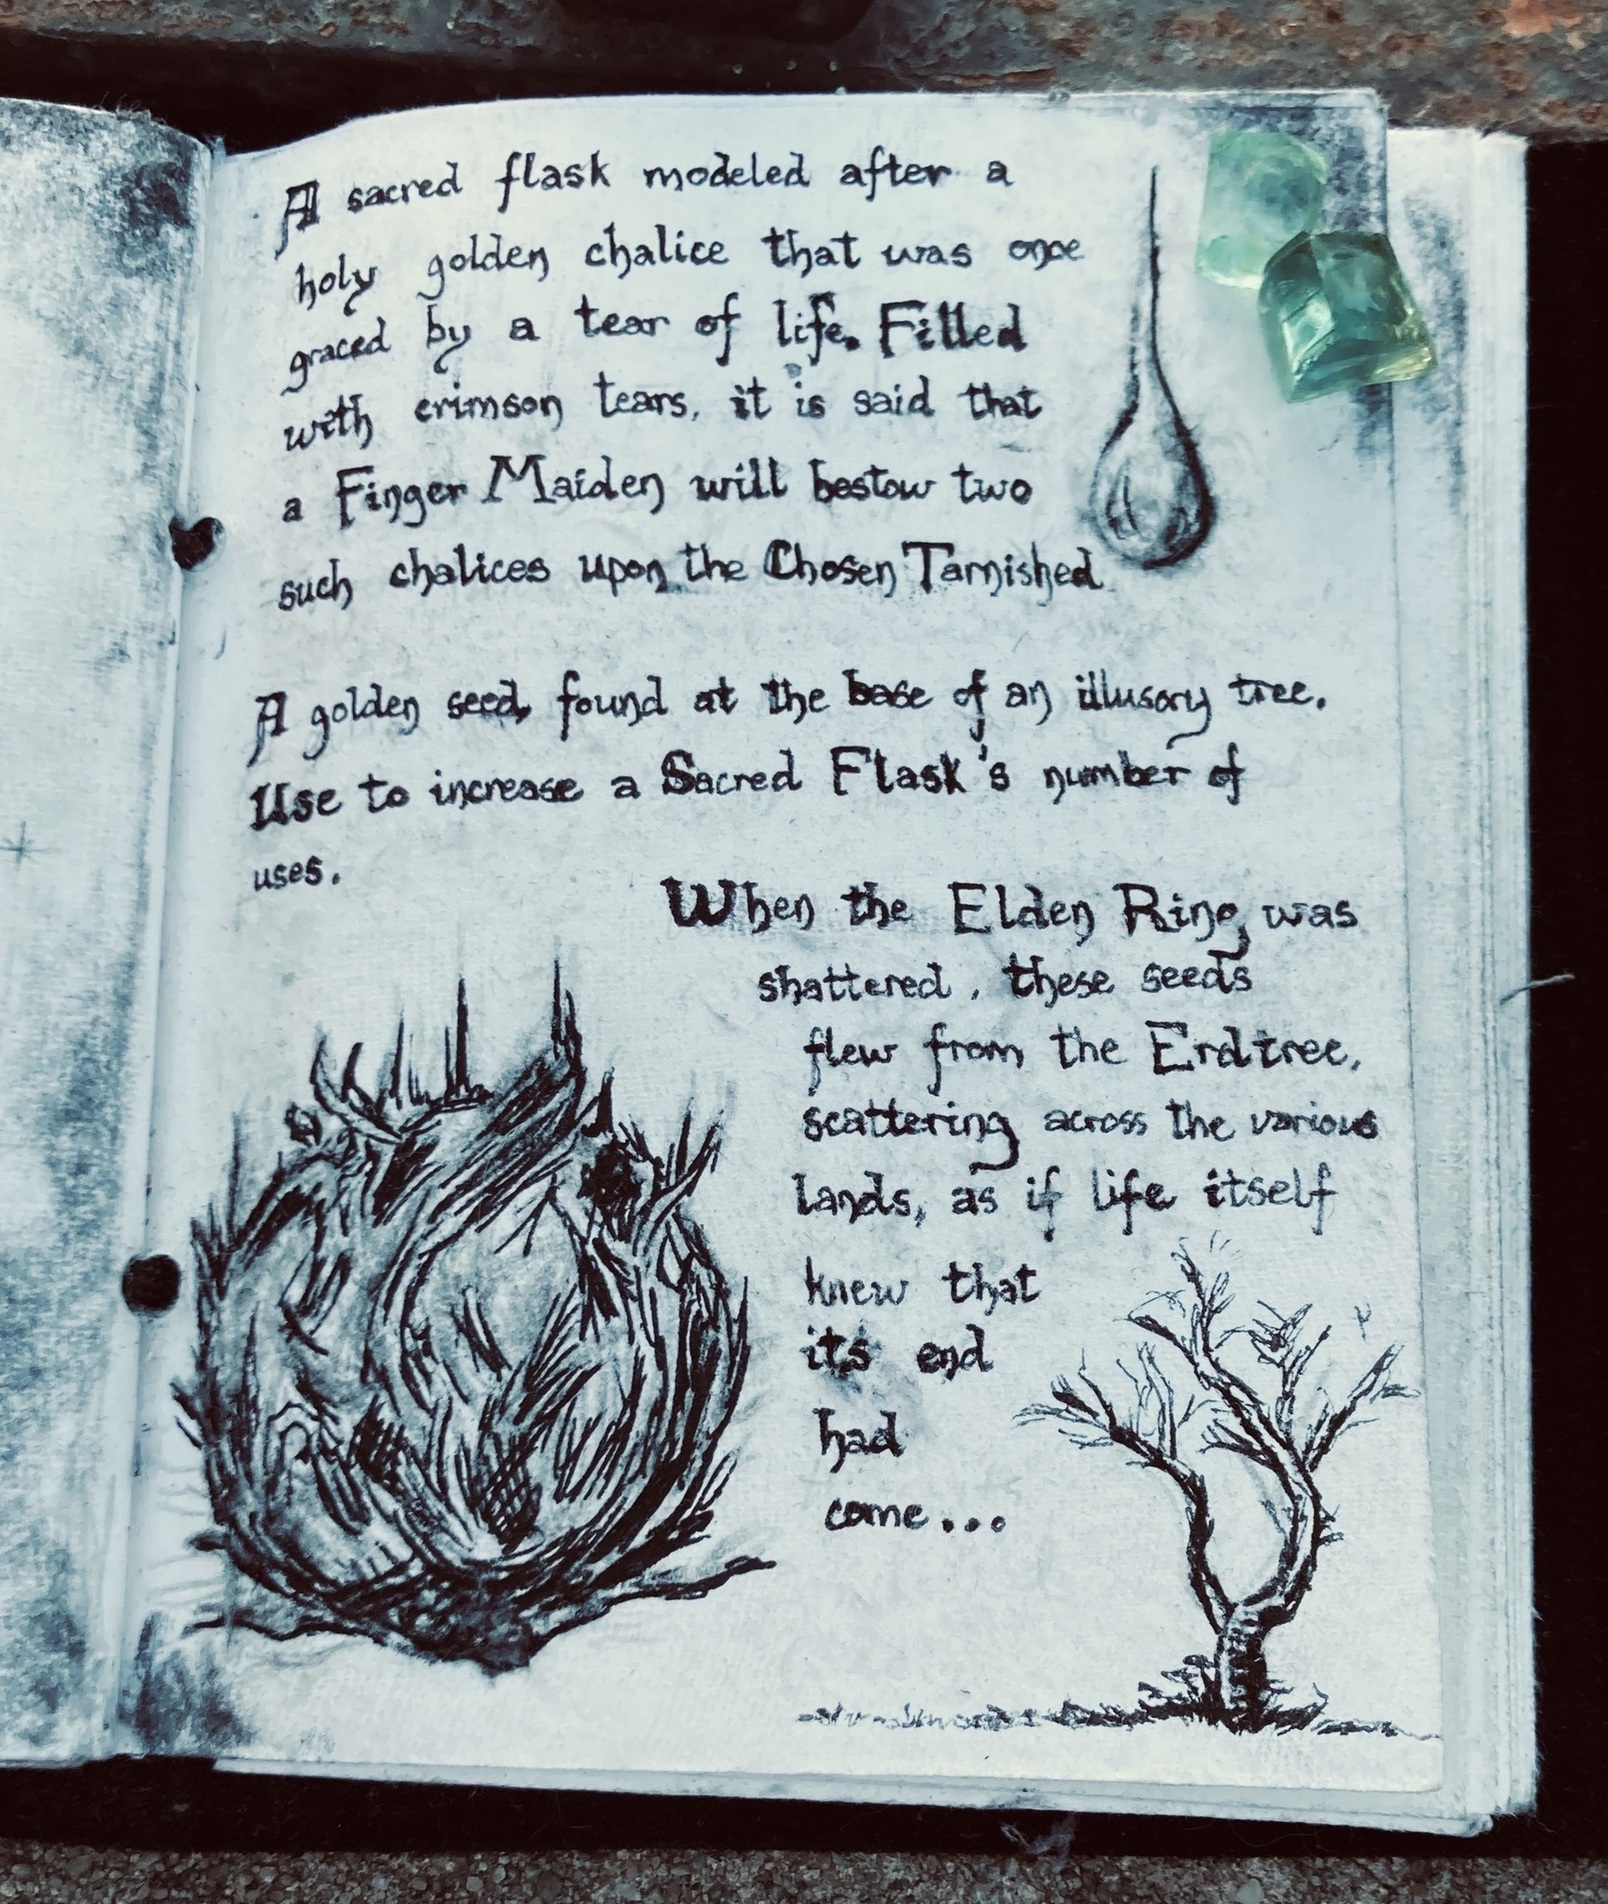 A sacred flask modeled after a
holy golden chalice that was once
graced by a tear of life. Filled
with crimson tears, it is said that
a Finger Maiden will bestow two
such chalices upon the Chosen Tarnished
A golden seed, found at the base of an illusory tree.
Use to increase a Sacred Flask's number of
uses.
When the Elden Ring was
shattered, these seeds
flew from the Erdtree,
scattering across the various
lands, as if life itself
knew that
its end
had
come...